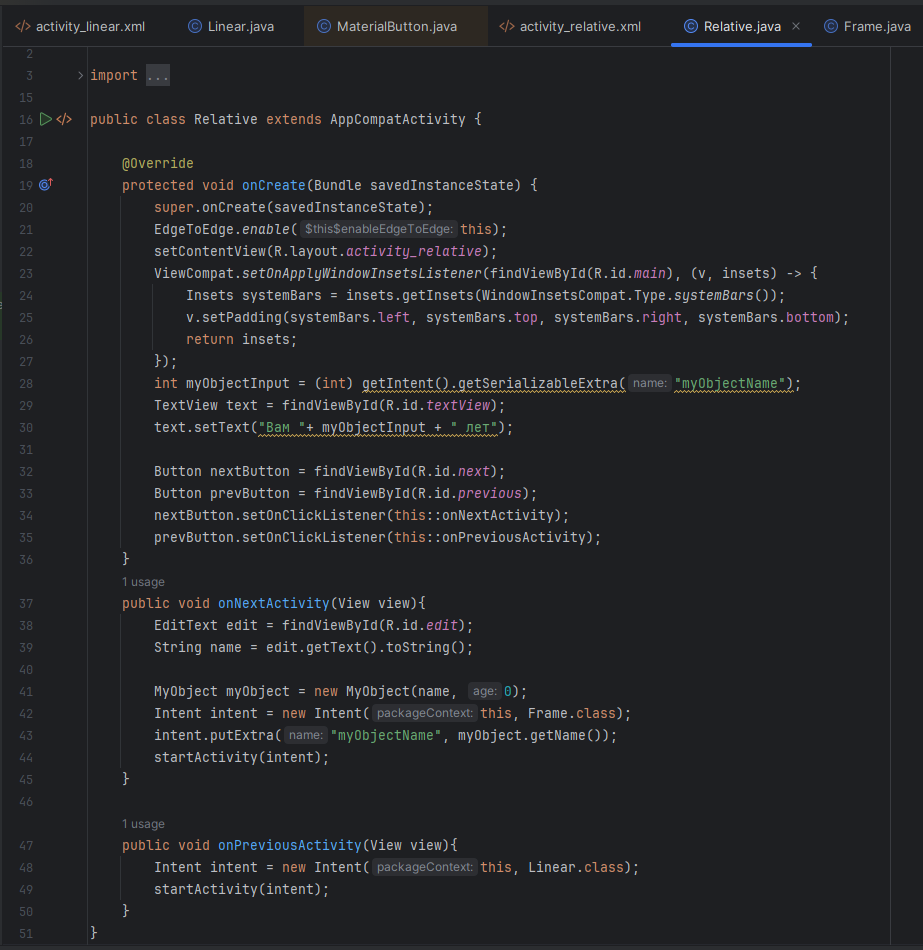 activity_linear.xml Linear.java MaterialButton.java activity_relative.xml Relative.java Frame.java
2
3 import ...
15
16 public class Relative extends AppCompatActivity {
17
18 @Override
19 protected void onCreate(Bundle savedInstanceState) {
20 super.onCreate(savedInstanceState);
21 EdgeToEdge.enable( $this$enableEdgeToEdge: this);
22 setContentView(R.layout.activity_relative);
23 ViewCompat.setOnApplyWindowInsetsListener(findViewById(R.id.main), (v, insets) -> {
24 Insets systemBars = insets.getInsets(WindowInsetsCompat.Type.systemBars());
25 v.setPadding(systemBars.left, systemBars.top, systemBars.right, systemBars.bottom);
26 return insets;
27 });
28 int myObjectInput = (int) getIntent().getSerializableExtra( name: "myObjectName");
29 TextView text = findViewById(R.id.textView);
30 text.setText("Вам "+ myObjectInput + " лет");
31
32 Button nextButton = findViewById(R.id.next);
33 Button prevButton = findViewById(R.id.previous);
34 nextButton.setOnClickListener(this::onNextActivity);
35 prevButton.setOnClickListener(this::onPreviousActivity);
36 }
1 usage
37 public void onNextActivity(View view){
38 EditText edit = findViewById(R.id.edit);
39 String name = edit.getText().toString();
40
41 MyObject myObject = new MyObject(name, age: 0);
42 Intent intent = new Intent( packageContext: this, Frame.class);
43 intent.putExtra( name: "myObjectName", myObject.getName());
44 startActivity(intent);
45 }
46
1 usage
47 public void onPreviousActivity(View view){
48 Intent intent = new Intent( packageContext: this, Linear.class);
49 startActivity(intent);
50 }
51 }